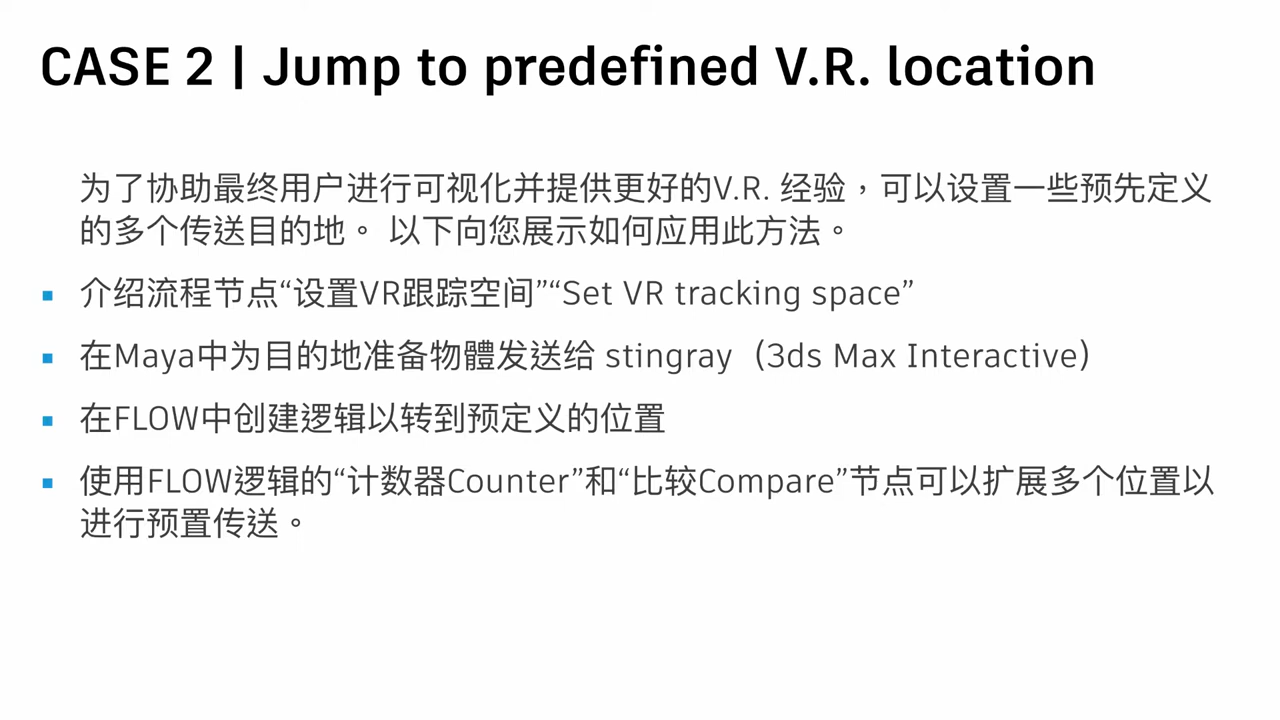 CASE 2 | Jump to predefined V.R. location
为了协助最终用户进行可视化并提供更好的V.R. 经验，可以设置一些预先定义
的多个传送目的地。 以下向您展示如何应用此方法。
▪ 介绍流程节点“设置VR跟踪空间”“Set VR tracking space”
▪ 在Maya中为目的地准备物體发送给 stingray（3ds Max Interactive）
▪ 在FLOW中创建逻辑以转到预定义的位置
▪ 使用FLOW逻辑的“计数器Counter”和“比较Compare”节点可以扩展多个位置以
进行预置传送。